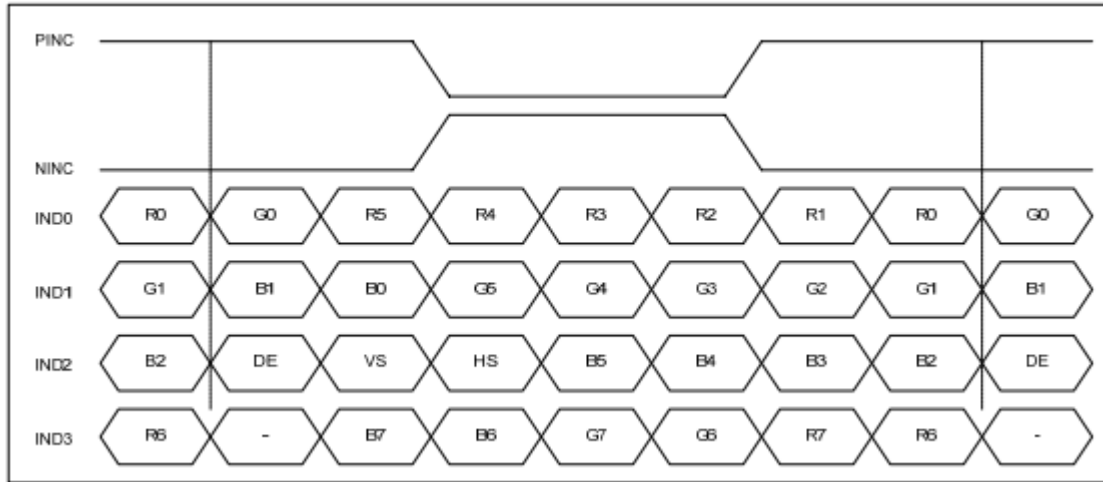 PINC
NINC
IND0 R0 G0 R5 R4 R3 R2 R1 R0 G0
IND1 G1 B1 B0 G5 G4 G3 G2 G1 B1
IND2 B2 DE VS HS B5 B4 B3 B2 DE
IND3 R6 - B7 B6 G7 G6 R7 R6 -